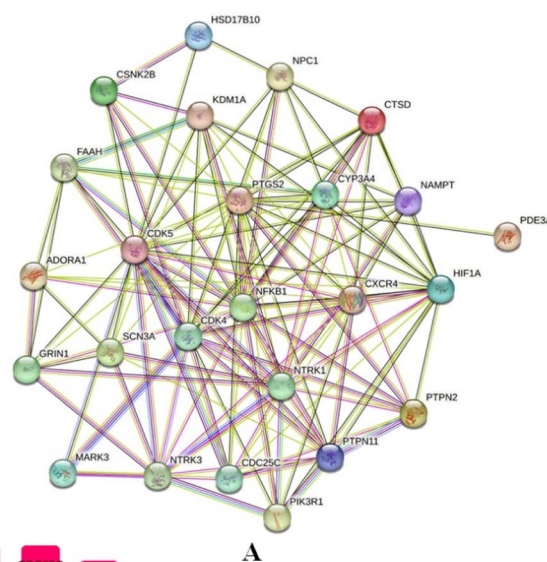 HSD17B10
NPC1
CSNK2B
KDM1A
CTSD
FAAH
PTGS2
CYP3A4
NAMPT
CDK5
ADORA1
HIF1A
CXCR4
NFKB1
CDK4
SCN3A
GRIN1
NTRK1
PTPN2
PTPN11
MARK3
NTRK3
CDC25C
PIK3R1
A